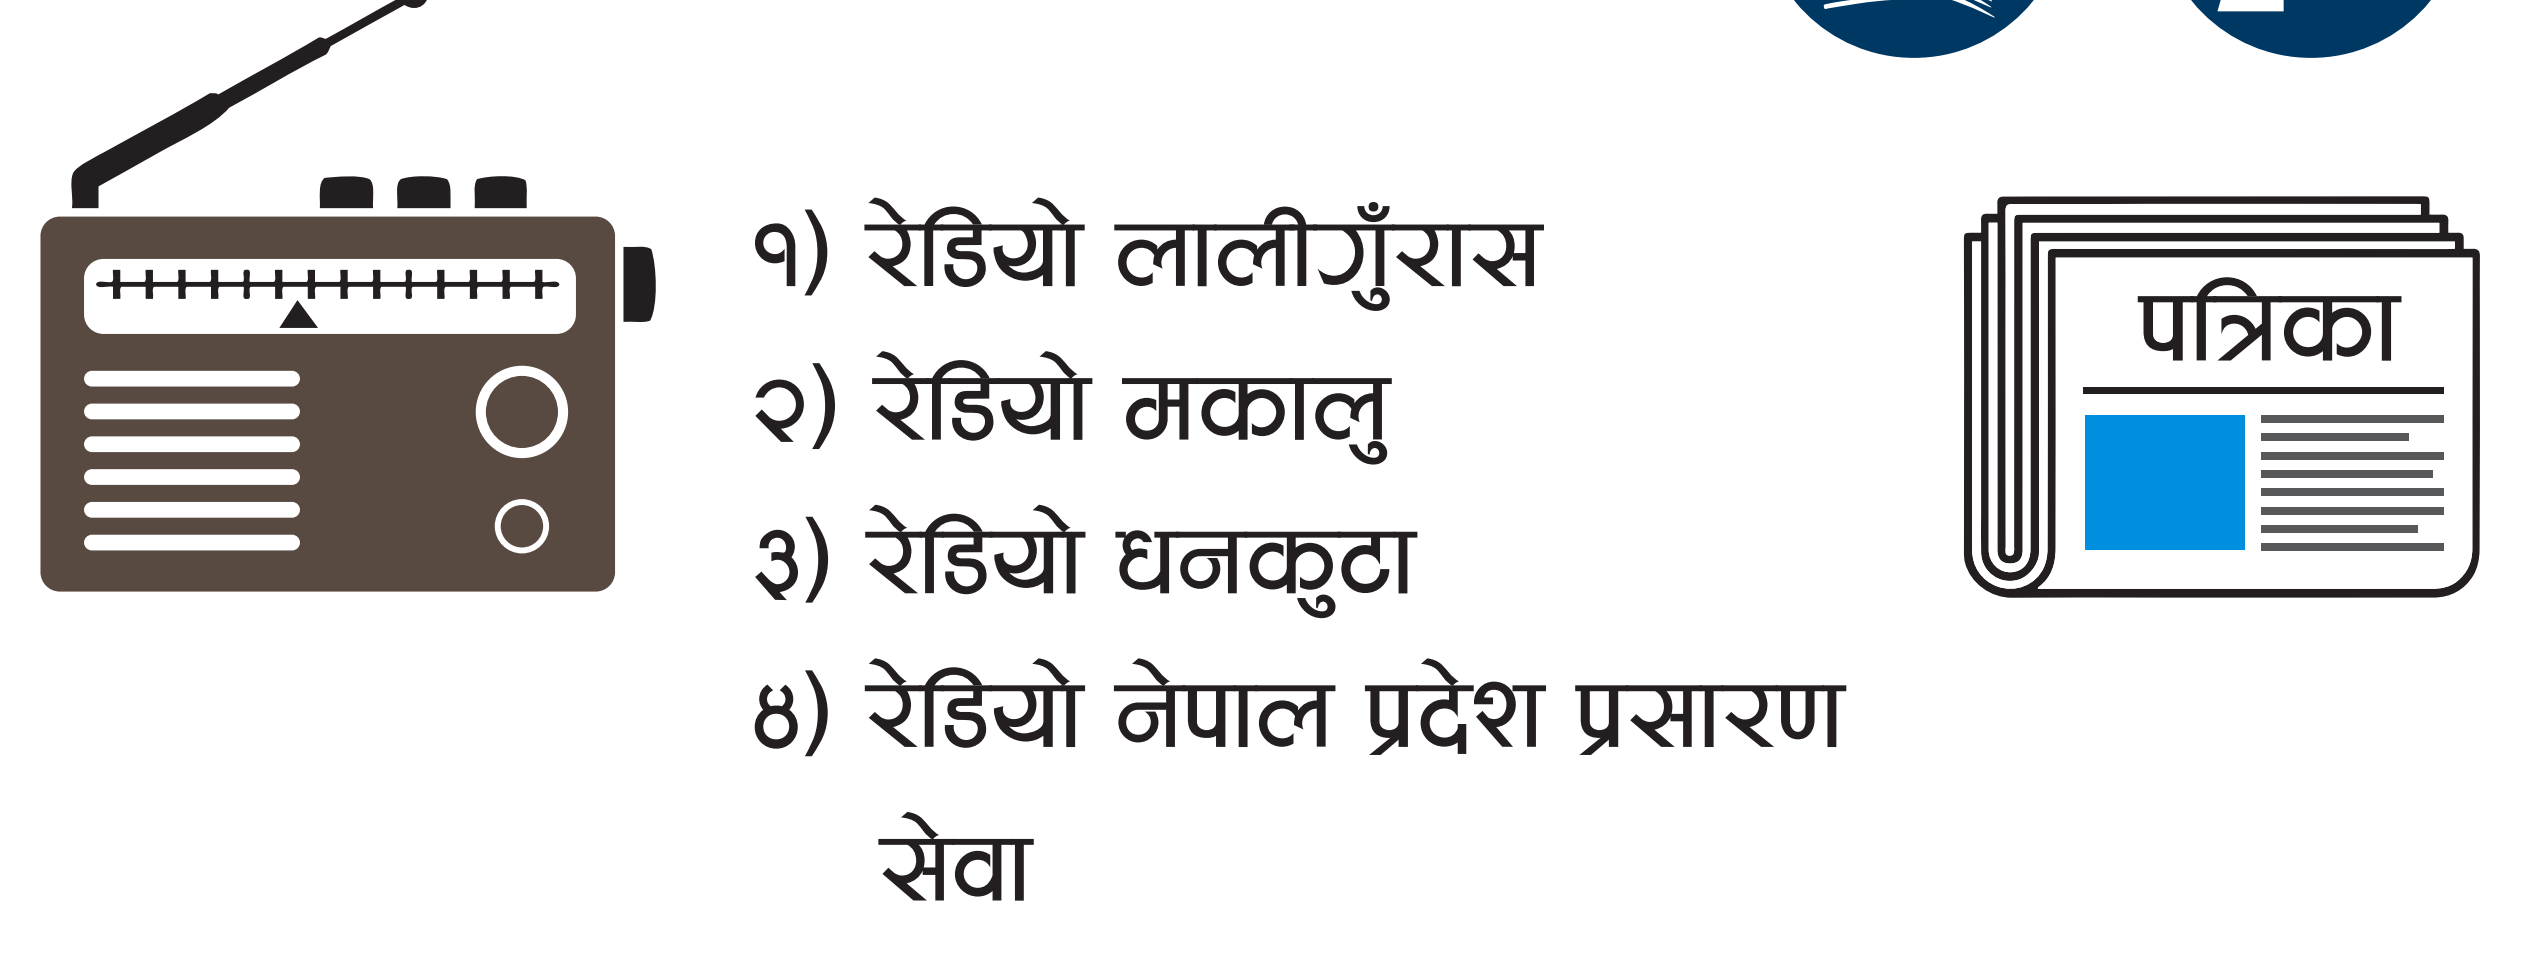 १) रेडियो लालीगुँरास
२) रेडियो मकालु
३) रेडियो धनकुटा
४) रेडियो नेपाल प्रदेश प्रसारण
सेवा
पत्रिका